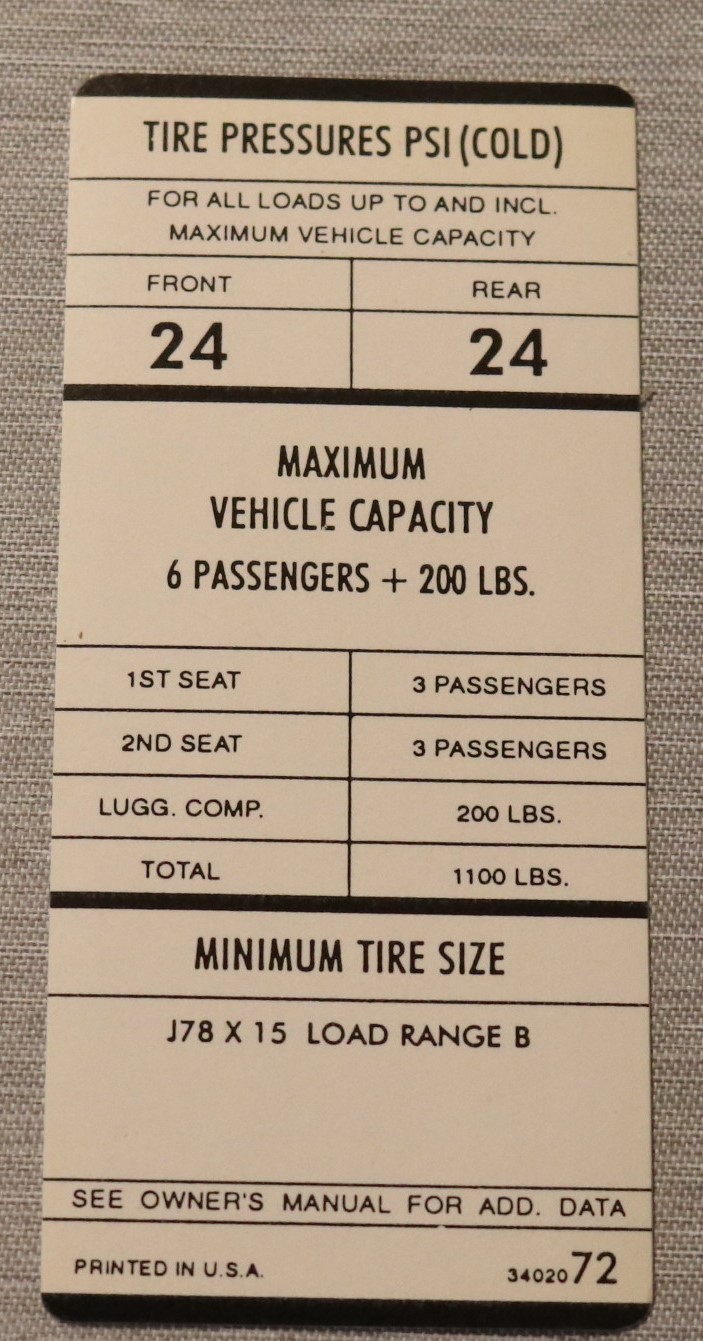 TIRE PRESSURES PSI (COLD)
FOR ALL LOADS UP TO AND INCL.
MAXIMUM VEHICLE CAPACITY
FRONT REAR
24 24
MAXIMUM
VEHICLE CAPACITY
6 PASSENGERS + 200 LBS.
1ST SEAT 3 PASSENGERS
2ND SEAT 3 PASSENGERS
LUGG. COMP. 200 LBS.
TOTAL 1100 LBS.
MINIMUM TIRE SIZE
J78 X 15 LOAD RANGE B
SEE OWNER'S MANUAL FOR ADD. DATA
PRINTED IN U.S.A. 3402072